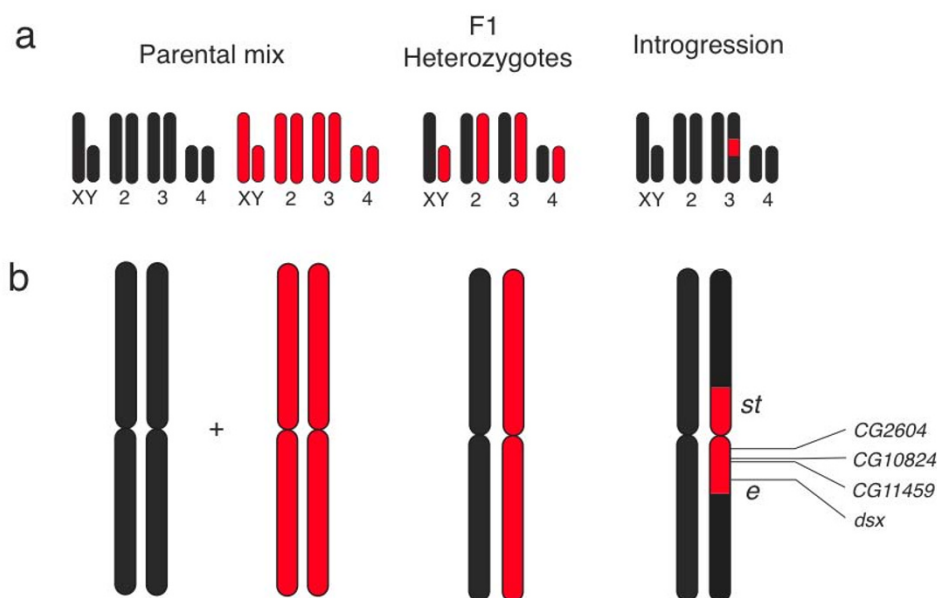 a
Parental mix
F1
Heterozygotes
Introgression
XY 2 3 4
XY 2 3 4
XY 2 3 4
XY 2 3 4
b
+
st
e
CG2604
CG10824
CG11459
dsx